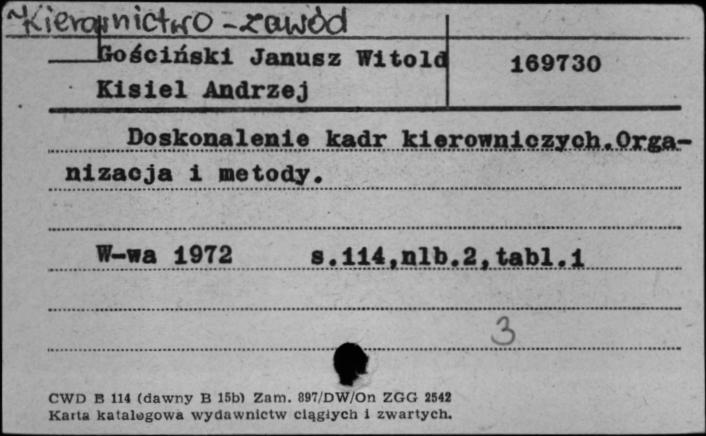 Kierownictwo - zawód
Gościński Janusz Witold 169730
Kisiel Andrzej
Doskonalenie kadr kierowniczych.Orga-
nizacja i metody.
W-wa 1972 s.114,nlb.2,tabl.1
3
CWD B 114 (dawny B 15b) Zam. 897/DW/On ZGG 2542
Karta katalogowa wydawnictw ciągłych i zwartych.